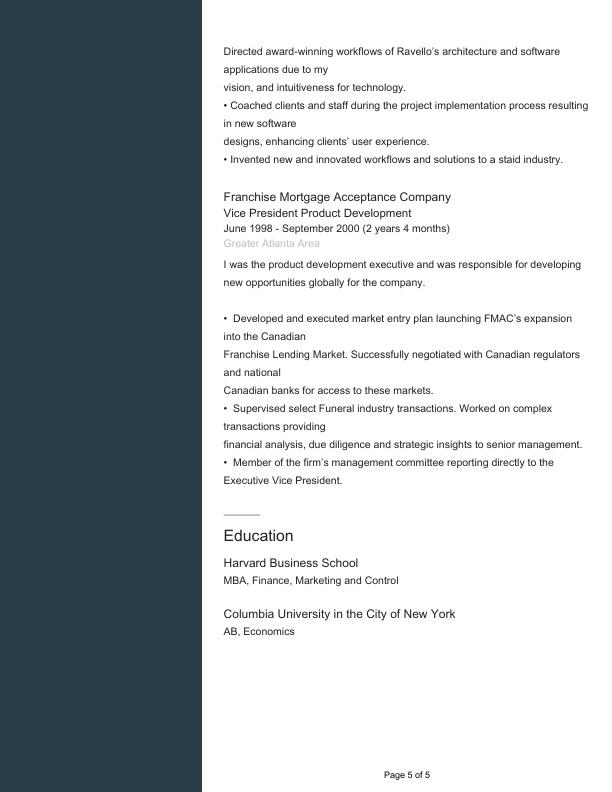 Directed award-winning workflows of Ravello’s architecture and software
applications due to my
vision, and intuitiveness for technology.
• Coached clients and staff during the project implementation process resulting
in new software
designs, enhancing clients’ user experience.
• Invented new and innovated workflows and solutions to a staid industry.
Franchise Mortgage Acceptance Company
Vice President Product Development
June 1998 - September 2000 (2 years 4 months)
Greater Atlanta Area
I was the product development executive and was responsible for developing
new opportunities globally for the company.
•  Developed and executed market entry plan launching FMAC’s expansion
into the Canadian
Franchise Lending Market. Successfully negotiated with Canadian regulators
and national
Canadian banks for access to these markets.
•  Supervised select Funeral industry transactions. Worked on complex
transactions providing
financial analysis, due diligence and strategic insights to senior management.
•  Member of the firm’s management committee reporting directly to the
Executive Vice President.
Education
Harvard Business School
MBA, Finance, Marketing and Control
Columbia University in the City of New York
AB, Economics
Page 5 of 5